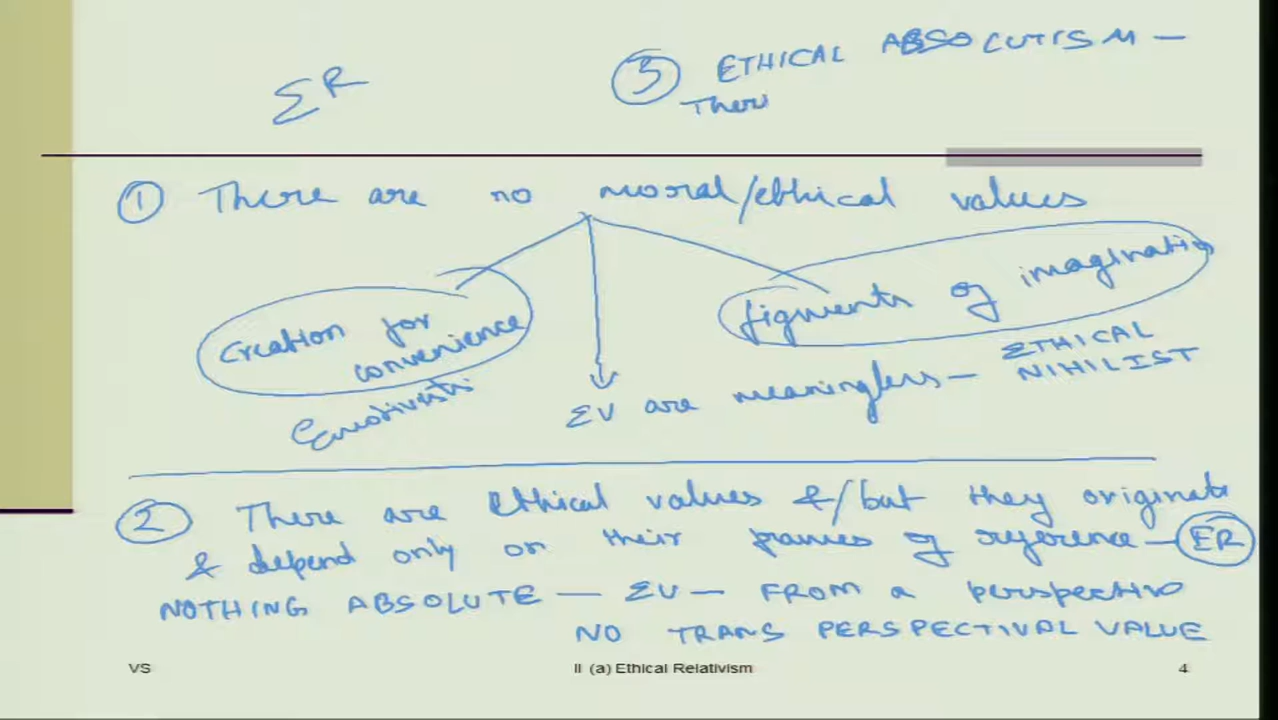 ER
③ ETHICAL ABSOLUTISM —
Ther
① There are no moral/ethical values
Creation for convenience
Emotivists
figments of imagination
EV are meaningless — ETHICAL NIHILIST
② There are Ethical values &/but they originate
& depend only on their frames of reference — ER
NOTHING ABSOLUTE — EV — FROM a perspective
NO TRANS PERSPECTIVAL VALUE
VS
II (a) Ethical Relativism
4